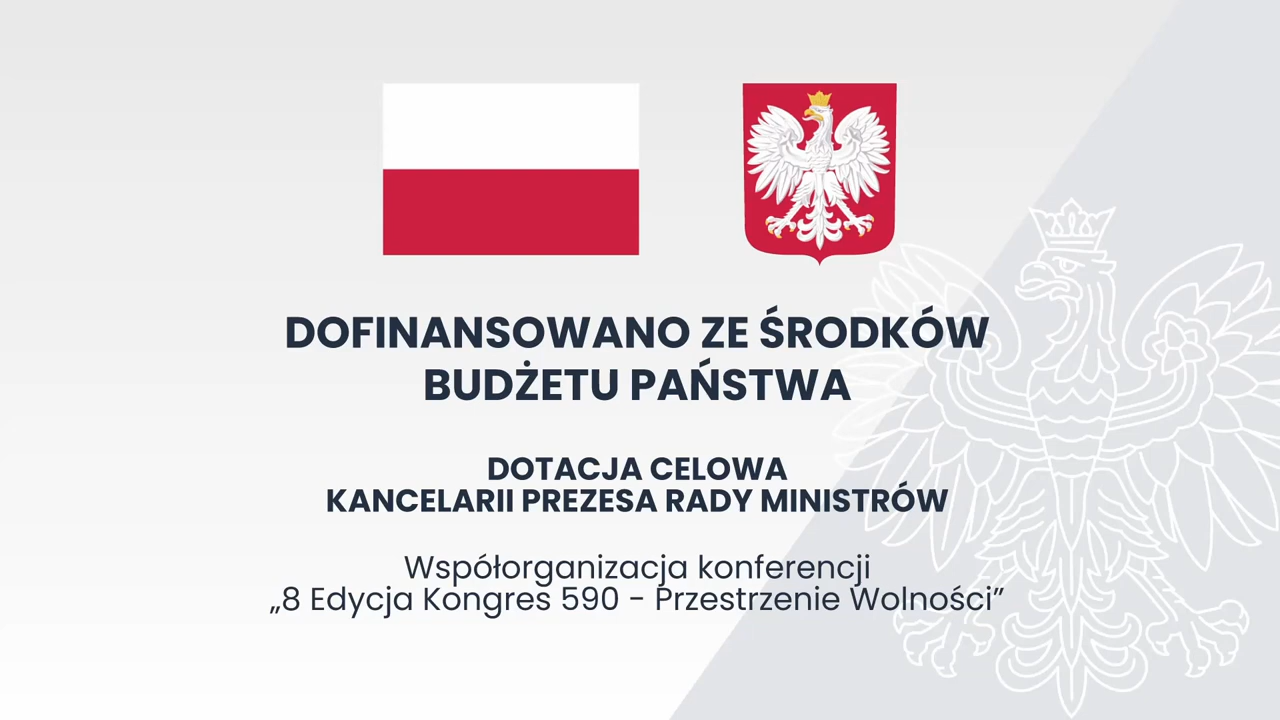 DOFINANSOWANO ZE ŚRODKÓW
BUDŻETU PAŃSTWA
DOTACJA CELOWA
KANCELARII PREZESA RADY MINISTRÓW
Współorganizacja konferencji
„8 Edycja Kongres 590 - Przestrzenie Wolności”